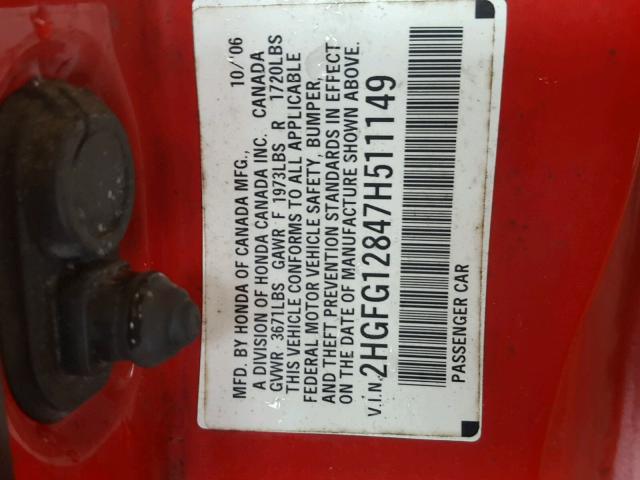 MFD. BY HONDA OF CANADA MFG., 10/'06
A DIVISION OF HONDA CANADA INC. CANADA
GVWR 3671LBS GAWR F 1973LBS R 1720LBS
THIS VEHICLE CONFORMS TO ALL APPLICABLE
FEDERAL MOTOR VEHICLE SAFETY, BUMPER,
AND THEFT PREVENTION STANDARDS IN EFFECT
ON THE DATE OF MANUFACTURE SHOWN ABOVE.
V.I.N. 2HGFG12847H511149
PASSENGER CAR